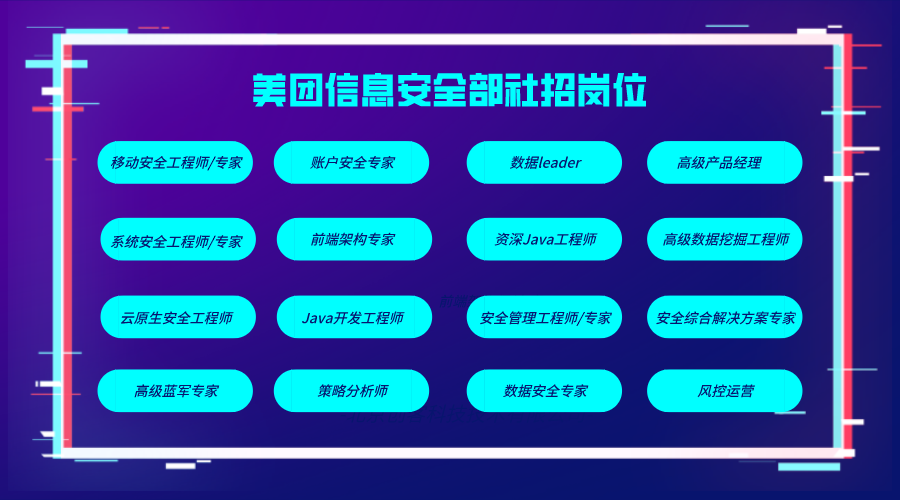 美团信息安全部社招岗位
移动安全工程师/专家
账户安全专家
数据leader
高级产品经理
系统安全工程师/专家
前端架构专家
资深Java工程师
高级数据挖掘工程师
云原生安全工程师
Java开发工程师
安全管理工程师/专家
安全综合解决方案专家
高级蓝军专家
策略分析师
数据安全专家
风控运营